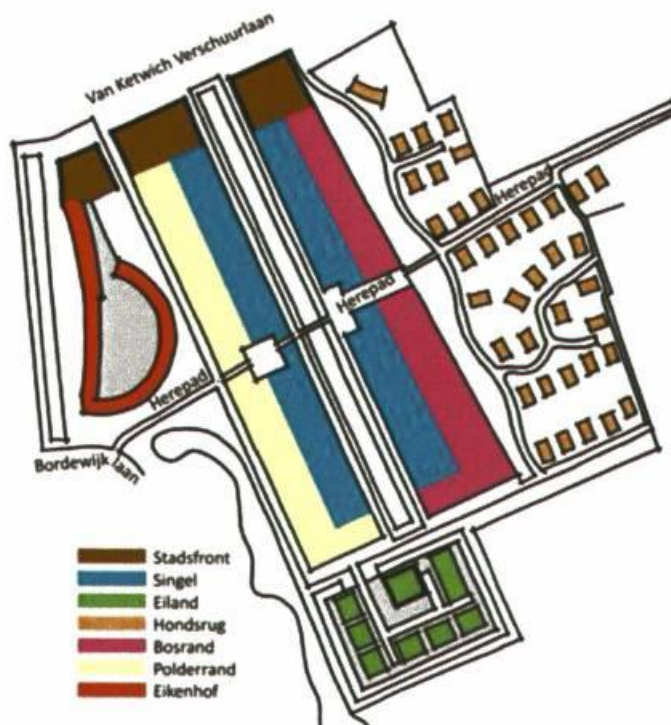 Van Ketwich Verschuurlaan
Herepad
Herepad
Herepad
Bordewijklaan
Stadsfront
Singel
Eiland
Hondsrug
Bosrand
Polderrand
Eikenhof